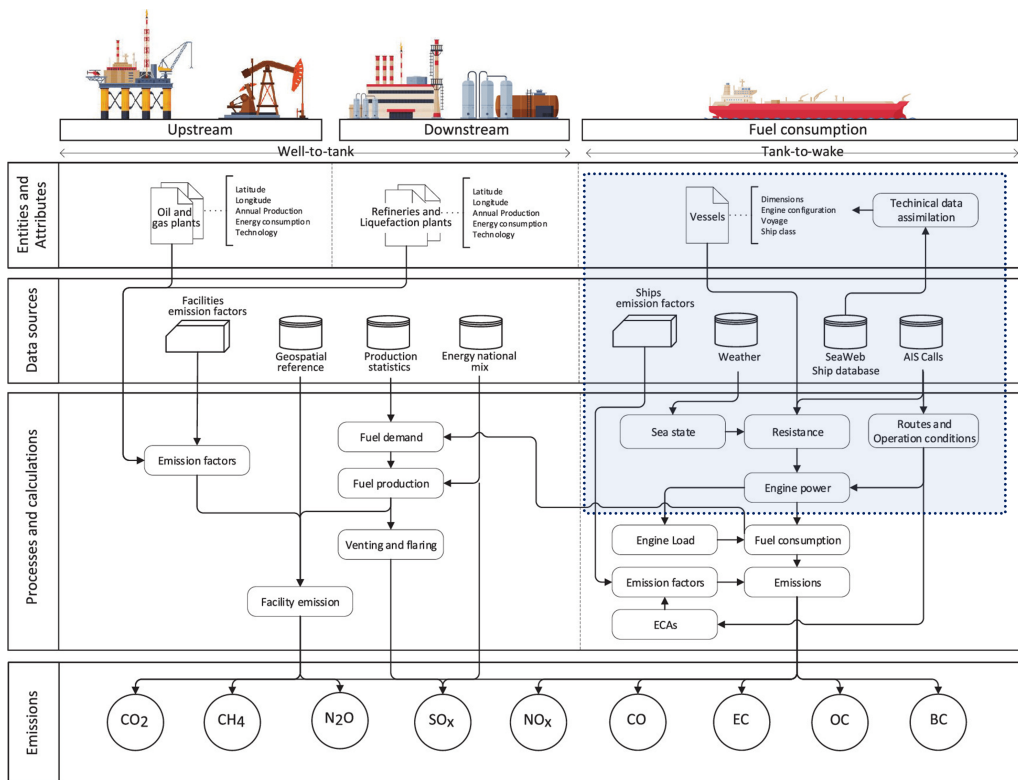 Upstream
Downstream
Fuel consumption
Well-to-tank
Tank-to-wake
Entities and
Attributes
Oil and
gas plants
Latitude
Longitude
Annual Production
Energy consumption
Technology
Refineries and
Liquefaction plants
Latitude
Longitude
Annual Production
Energy consumption
Technology
Vessels
Dimensions
Engine configuration
Voyage
Ship class
Techinical data
assimilation
Data sources
Facilities
emission factors
Geospatial
reference
Production
statistics
Energy national
mix
Ships
emission factors
Weather
SeaWeb
Ship database
AIS Calls
Processes and calculations
Emission factors
Fuel demand
Fuel production
Venting and flaring
Facility emission
Sea state
Resistance
Routes and
Operation conditions
Engine power
Engine Load
Fuel consumption
Emission factors
Emissions
ECAs
Emissions
CO2
CH4
N2O
SOx
NOx
CO
EC
OC
BC